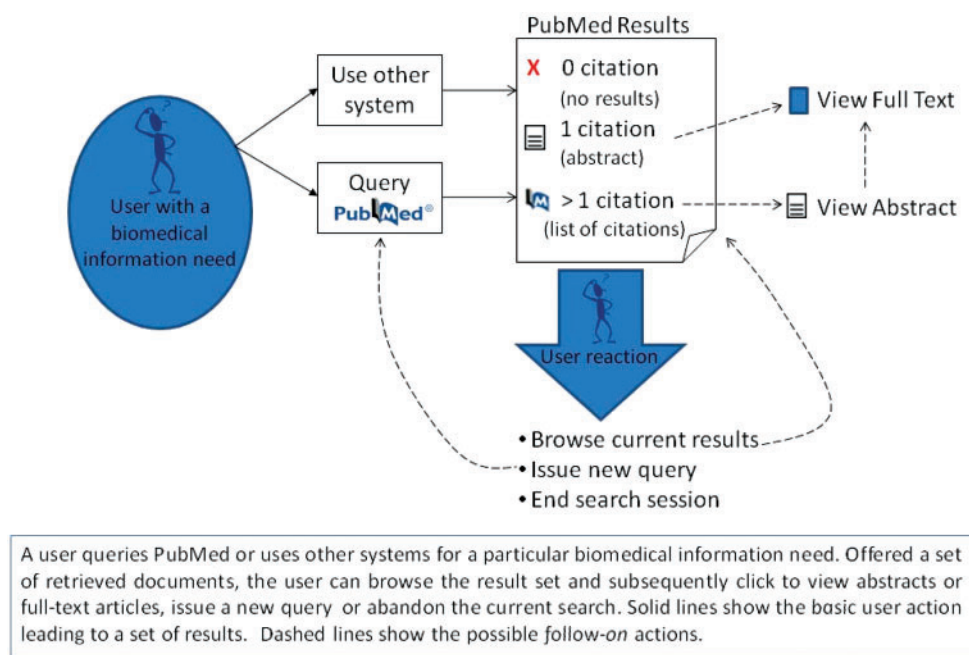 PubMed Results
Use other
system
X 0 citation
(no results)
1 citation
(abstract)
View Full Text
User with a
biomedical
information need
Query
PubMed®
> 1 citation
(list of citations)
View Abstract
?
?
User reaction
• Browse current results
• Issue new query
• End search session
A user queries PubMed or uses other systems for a particular biomedical information need. Offered a set
of retrieved documents, the user can browse the result set and subsequently click to view abstracts or
full-text articles, issue a new query or abandon the current search. Solid lines show the basic user action
leading to a set of results. Dashed lines show the possible follow-on actions.